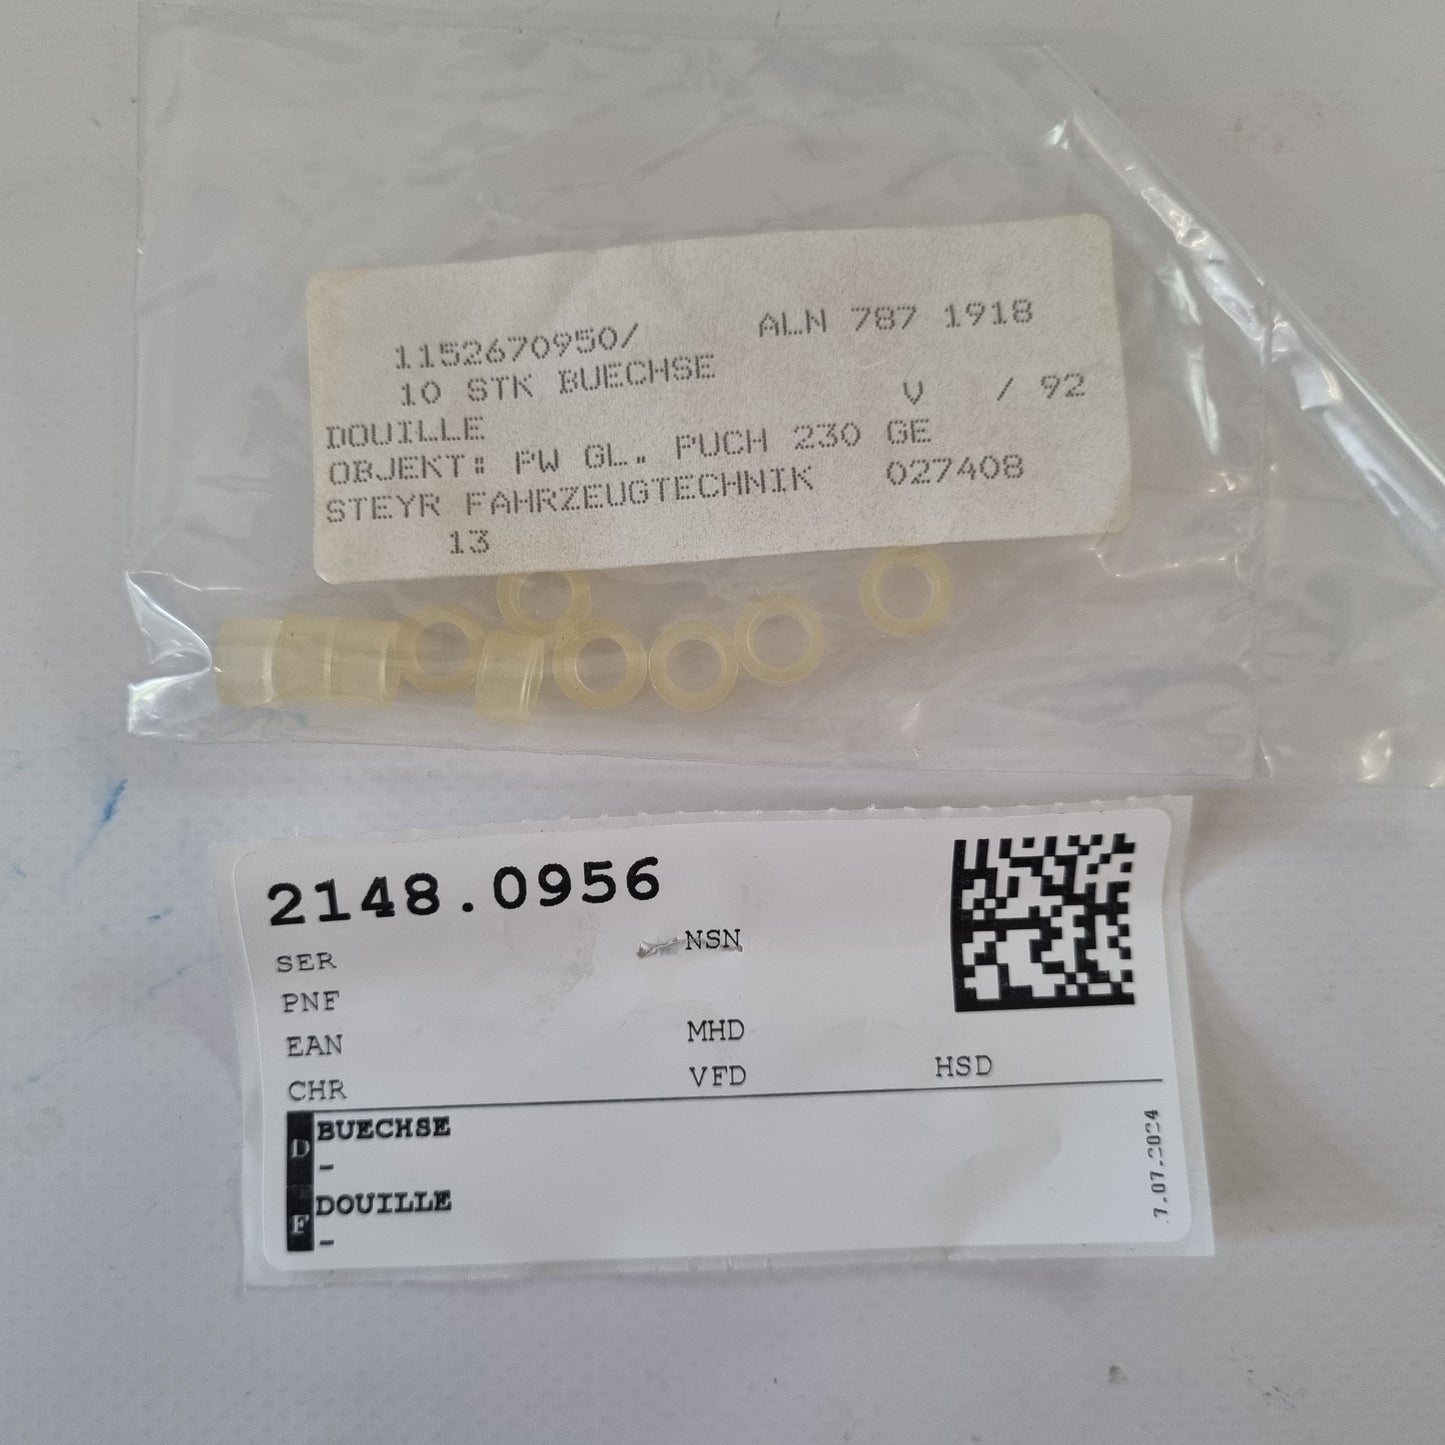 1152670950/ ALN 787 1918
10 STK BUECHSE
DOUILLE V / 92
OBJEKT: PW GL. PUCH 230 GE
STEYR FAHRZEUGTECHNIK 027408
13
2148.0956
SER NSN
PNF
EAN MHD
CHR VFD HSD
D BUECHSE
-
F DOUILLE
-
7.07.2024